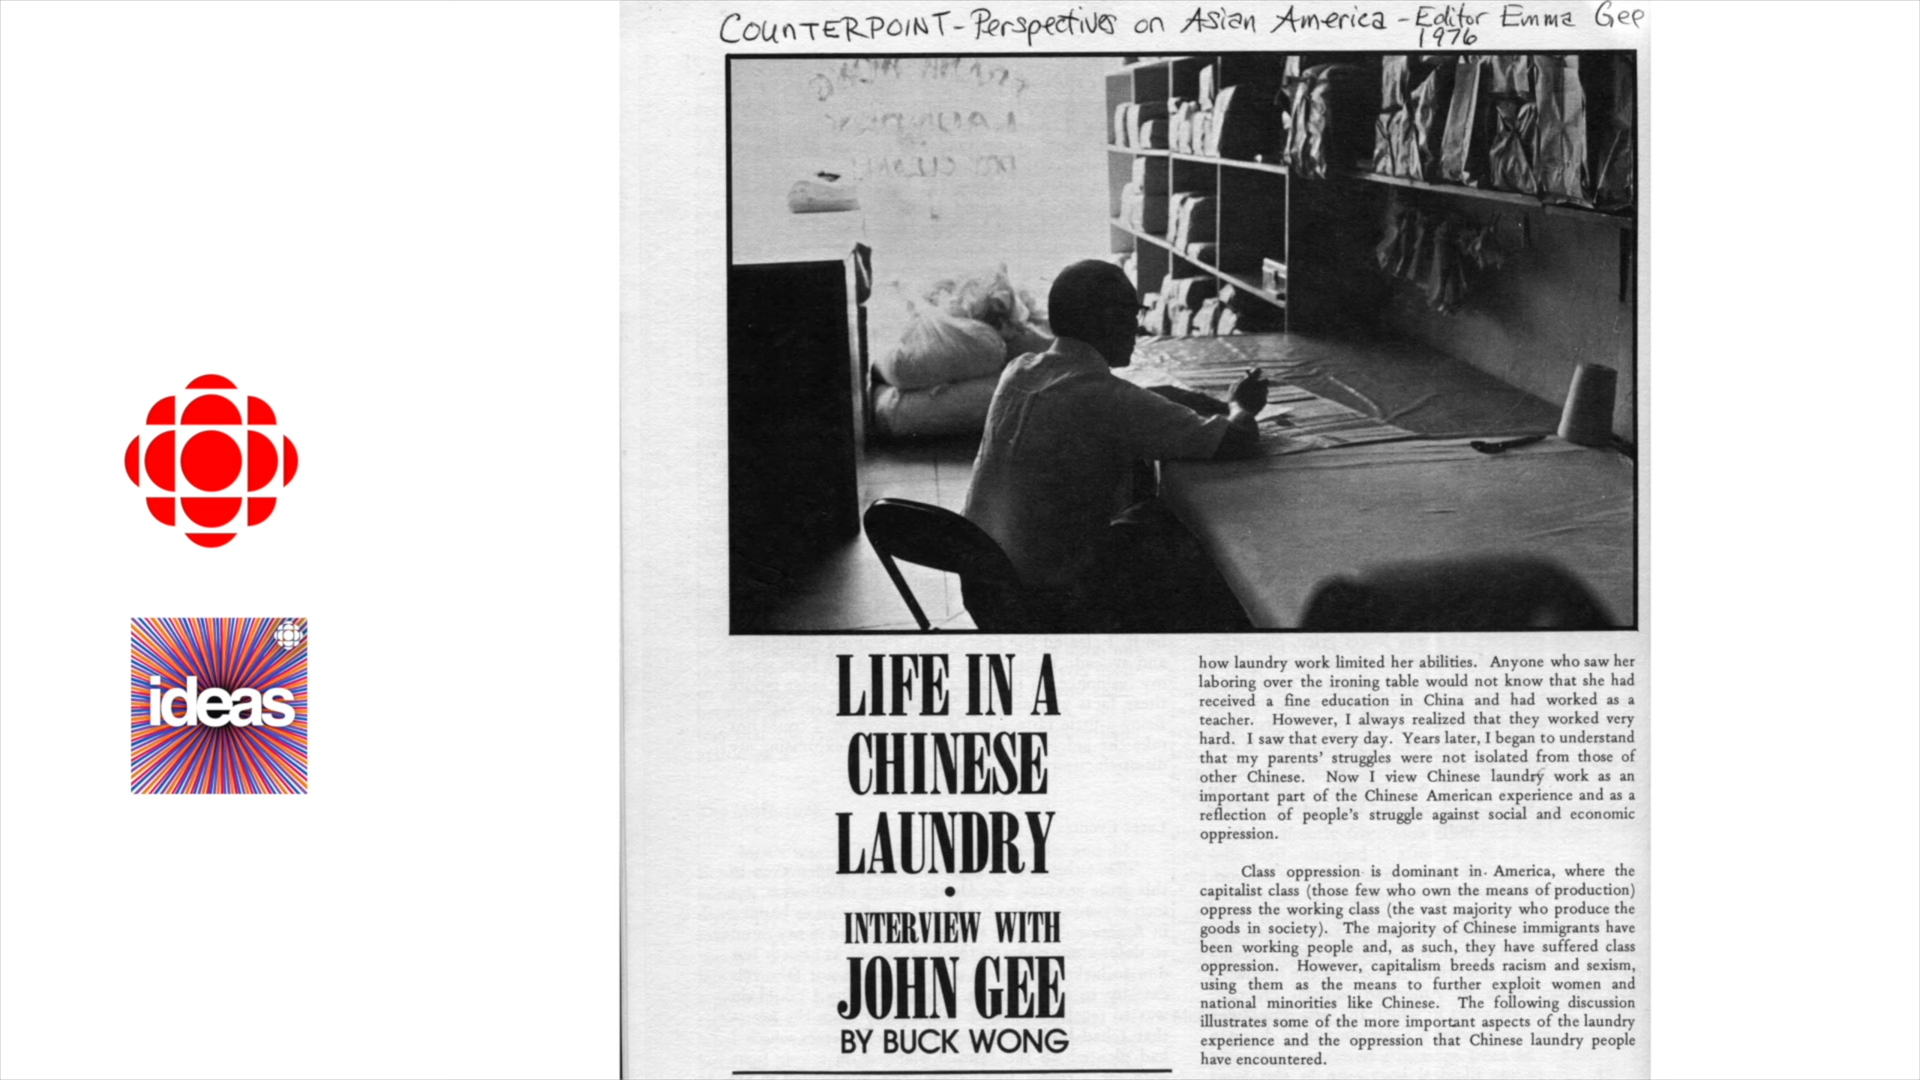 COUNTERPOINT - Perspectives on Asian America - Editor Emma Gee
1976
LAUNDRY
ideas
LIFE IN A
CHINESE
LAUNDRY
•
INTERVIEW WITH
JOHN GEE
BY BUCK WONG
how laundry work limited her abilities. Anyone who saw her
laboring over the ironing table would not know that she had
received a fine education in China and had worked as a
teacher. However, I always realized that they worked very
hard. I saw that every day. Years later, I began to understand
that my parents' struggles were not isolated from those of
other Chinese. Now I view Chinese laundry work as an
important part of the Chinese American experience and as a
reflection of people's struggle against social and economic
oppression.
Class oppression is dominant in America, where the
capitalist class (those few who own the means of production)
oppress the working class (the vast majority who produce the
goods in society). The majority of Chinese immigrants have
been working people and, as such, they have suffered class
oppression. However, capitalism breeds racism and sexism,
using them as the means to further exploit women and
national minorities like Chinese. The following discussion
illustrates some of the more important aspects of the laundry
experience and the oppression that Chinese laundry people
have encountered.